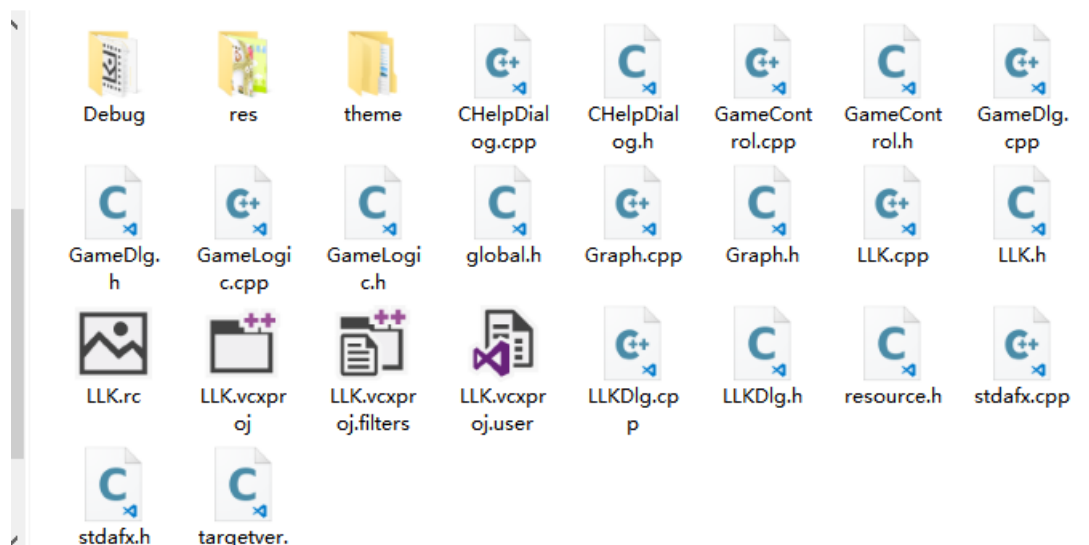 Debug res theme CHelpDial CHelpDial GameCont GameCont GameDlg.
og.cpp og.h rol.cpp rol.h cpp
GameDlg. GameLogi GameLogi global.h Graph.cpp Graph.h LLK.cpp LLK.h
h c.cpp c.h
LLK.rc LLK.vcxpr LLK.vcxpr LLK.vcxpr LLKDlg.cp LLKDlg.h resource.h stdafx.cpp
oj oj.filters oj.user p
stdafx.h targetver.